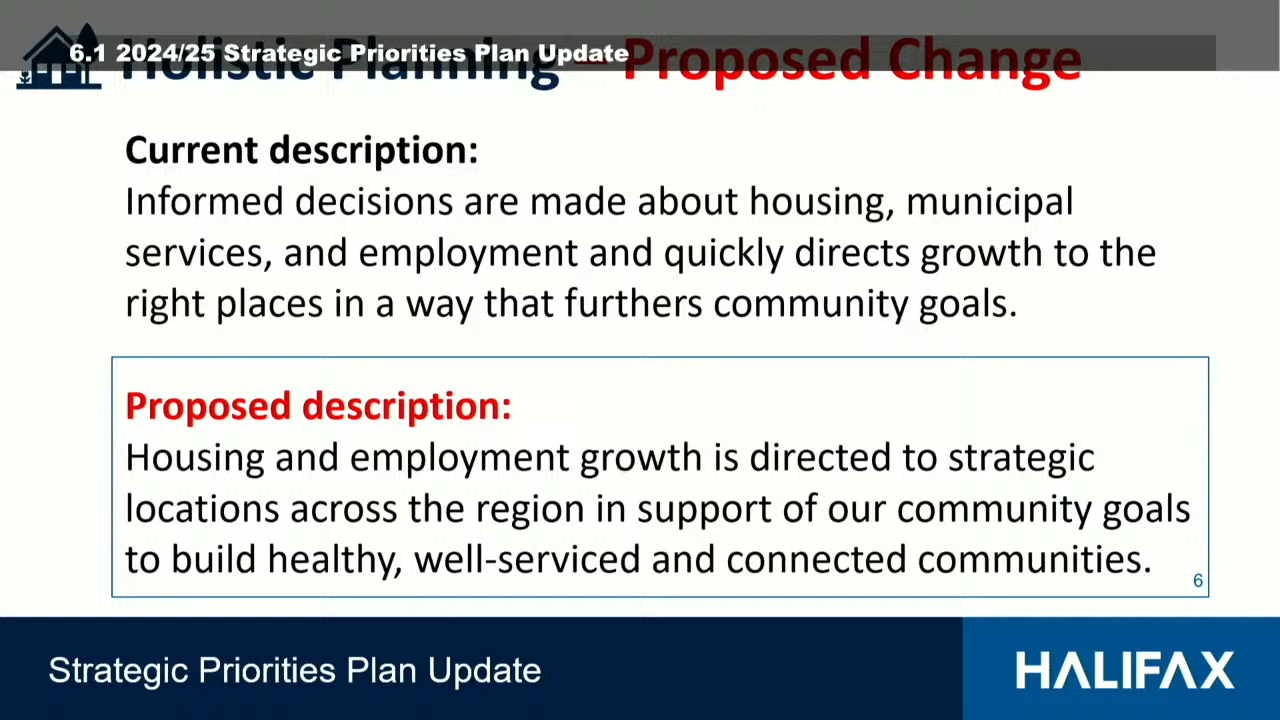 6.1 2024/25 Strategic Priorities Plan Update
Holistic Planning – Proposed Change
Current description:
Informed decisions are made about housing, municipal
services, and employment and quickly directs growth to the
right places in a way that furthers community goals.
Proposed description:
Housing and employment growth is directed to strategic
locations across the region in support of our community goals
to build healthy, well-serviced and connected communities.
6
Strategic Priorities Plan Update
HALIFAX